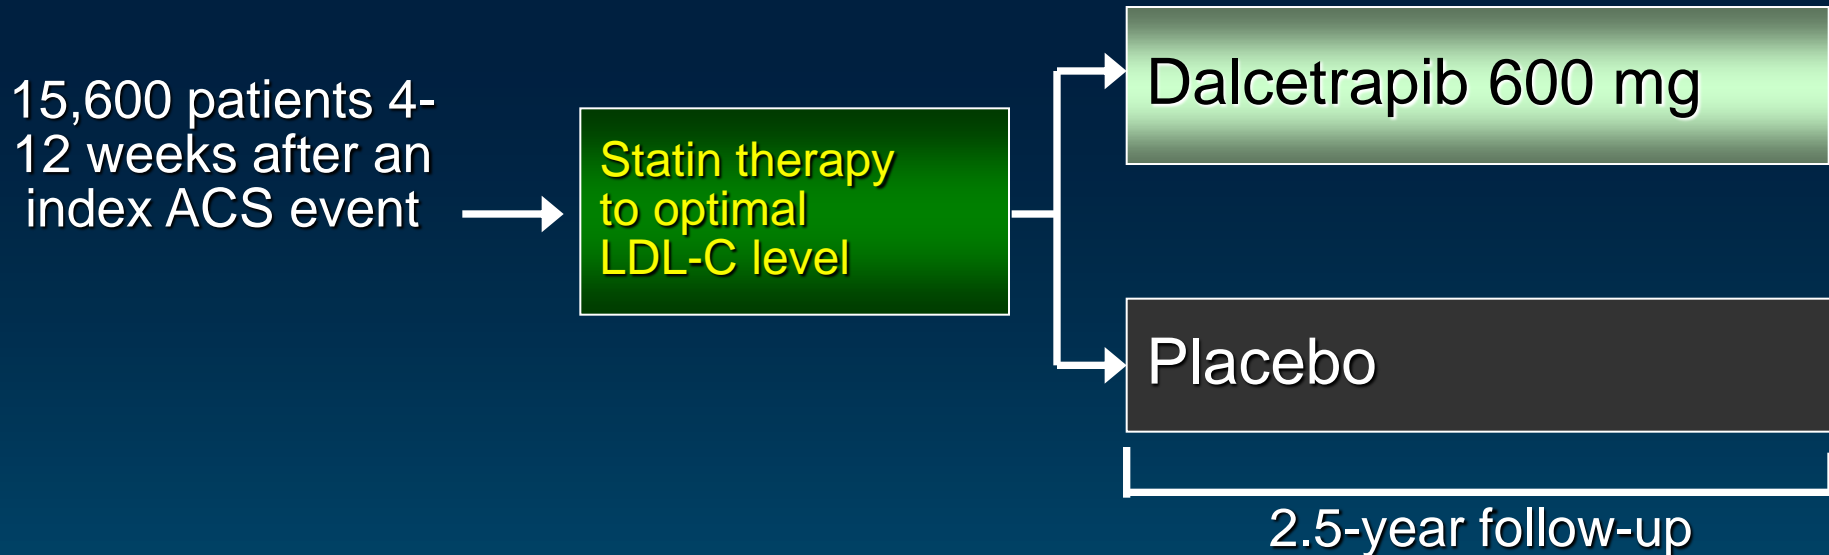 15,600 patients 4-
12 weeks after an
index ACS event
Statin therapy
to optimal
LDL-C level
Dalcetrapib 600 mg
Placebo
2.5-year follow-up